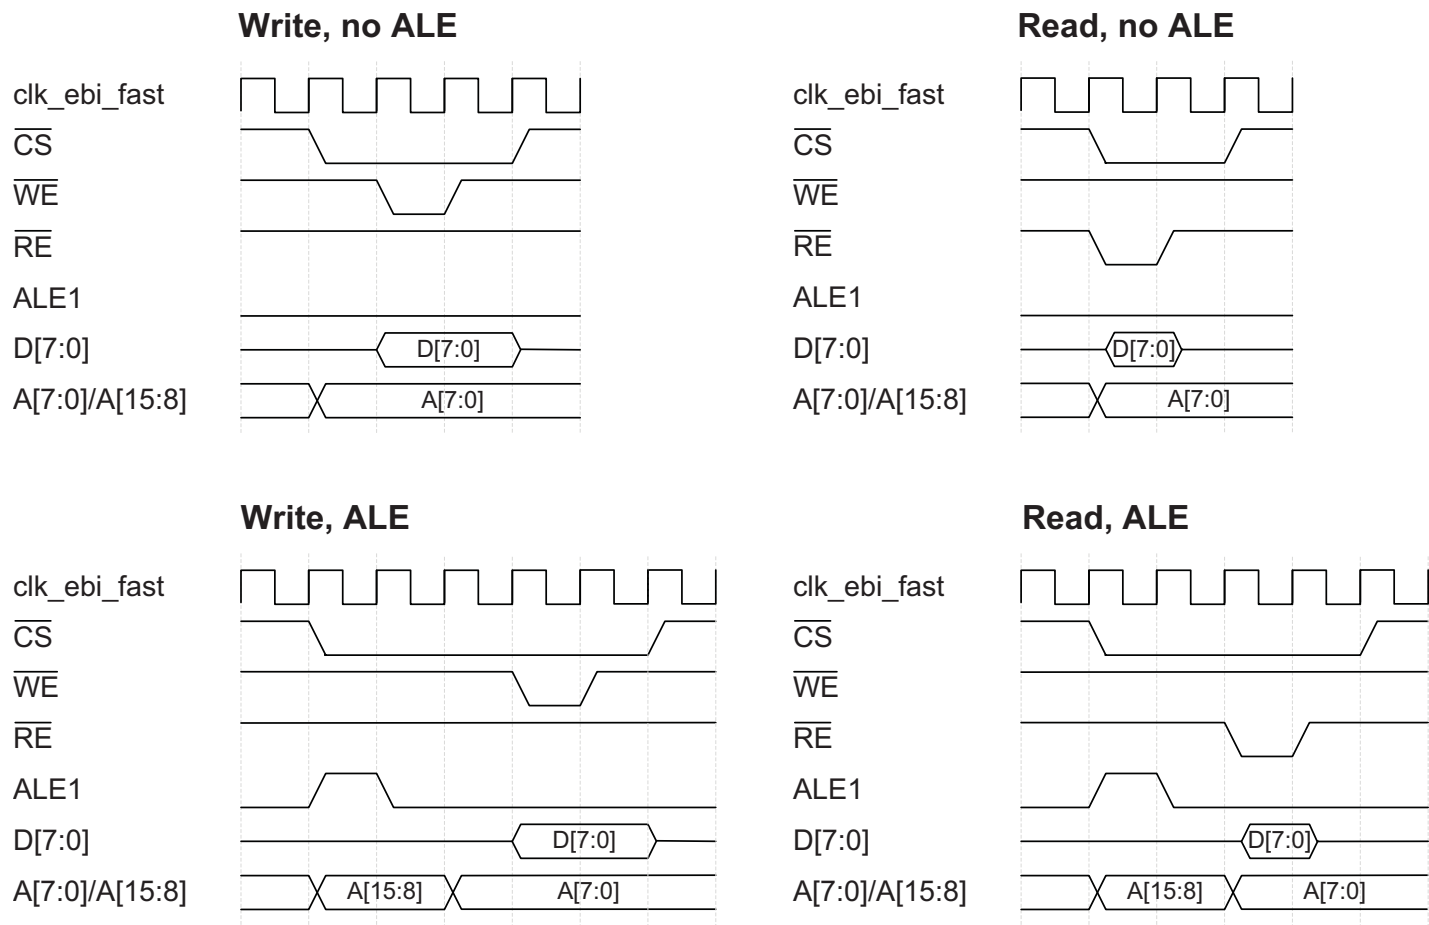 Write, no ALE
clk_ebi_fast
CS
WE
RE
ALE1
D[7:0] D[7:0]
A[7:0]/A[15:8] A[7:0]
Read, no ALE
clk_ebi_fast
CS
WE
RE
ALE1
D[7:0] D[7:0]
A[7:0]/A[15:8] A[7:0]
Write, ALE
clk_ebi_fast
CS
WE
RE
ALE1
D[7:0] D[7:0]
A[7:0]/A[15:8] A[15:8] A[7:0]
Read, ALE
clk_ebi_fast
CS
WE
RE
ALE1
D[7:0] D[7:0]
A[7:0]/A[15:8] A[15:8] A[7:0]